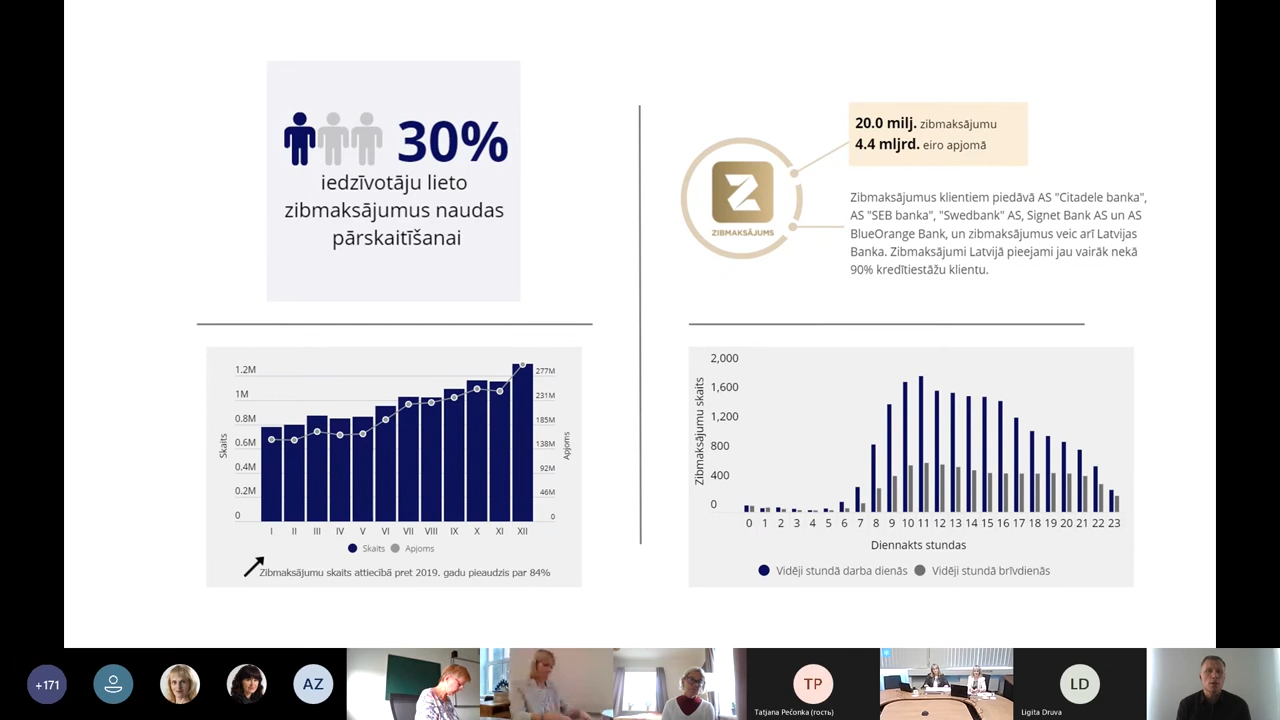 30%
iedzīvotāju lieto
zibmaksājumus naudas
pārskaitīšanai
20.0 milj. zibmaksājumu
4.4 mljrd. eiro apjomā
ZIBMAKSĀJUMS
Zibmaksājumus klientiem piedāvā AS "Citadele banka",
AS "SEB banka", "Swedbank" AS, Signet Bank AS un AS
BlueOrange Bank, un zibmaksājumus veic arī Latvijas
Banka. Zibmaksājumi Latvijā pieejami jau vairāk nekā
90% kredītiestāžu klientu.
Skaits
1.2M
1M
0.8M
0.6M
0.4M
0.2M
0
277M
231M
185M
138M
92M
46M
0
Apjoms
I II III IV V VI VII VIII IX X XI XII
Skaits Apjoms
Zibmaksājumu skaits attiecībā pret 2019. gadu pieaudzis par 84%
Zibmaksājumu skaits
2,000
1,600
1,200
800
400
0
0 1 2 3 4 5 6 7 8 9 10 11 12 13 14 15 16 17 18 19 20 21 22 23
Diennakts stundas
Vidēji stundā darba dienās Vidēji stundā brīvdienās
+171
AZ
TP
Tatjana Pečonka (гость)
LD
Ligita Druva